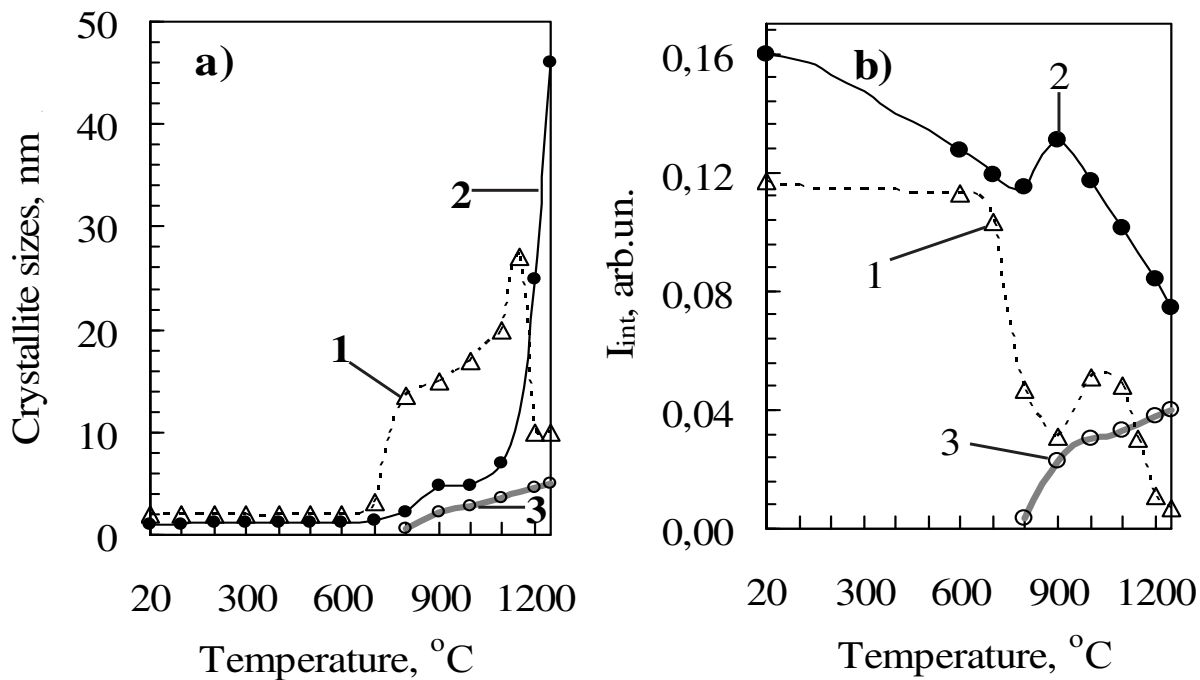 a)
50
40
30
20
10
0
Crystallite sizes, nm
1
2
3
20 300 600 900 1200
Temperature, °C
b)
0,16
0,12
0,08
0,04
0,00
I_int, arb.un.
2
1
3
20 300 600 900 1200
Temperature, °C